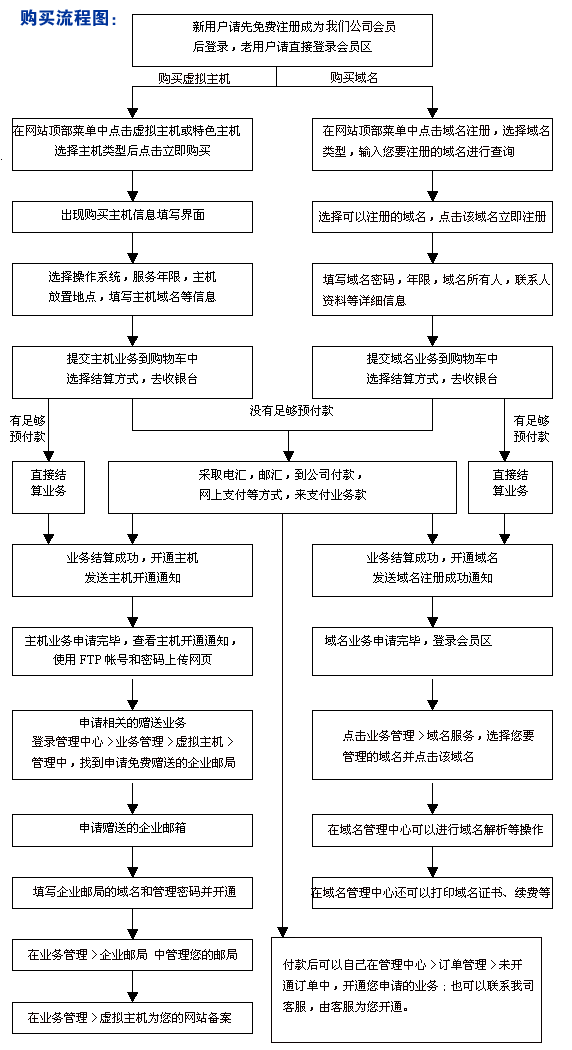 购买流程图：
新用户请先免费注册成为我们公司会员
后登录，老用户请直接登录会员区
购买虚拟主机
购买域名
在网站顶部菜单中点击虚拟主机或特色主机
选择主机类型后点击立即购买
在网站顶部菜单中点击域名注册，选择域名
类型，输入您要注册的域名进行查询
出现购买主机信息填写界面
选择可以注册的域名，点击该域名立即注册
选择操作系统，服务年限，主机
放置地点，填写主机域名等信息
填写域名密码，年限，域名所有人，联系人
资料等详细信息
提交主机业务到购物车中
选择结算方式，去收银台
提交域名业务到购物车中
选择结算方式，去收银台
有足够
预付款
没有足够预付款
有足够
预付款
直接结
算业务
采取电汇，邮汇，到公司付款，
网上支付等方式，来支付业务款
直接结
算业务
业务结算成功，开通主机
发送主机开通通知
业务结算成功，开通域名
发送域名注册成功通知
主机业务申请完毕，查看主机开通通知，
使用 FTP 帐号和密码上传网页
域名业务申请完毕，登录会员区
申请相关的赠送业务
登录管理中心>业务管理>虚拟主机>
管理中，找到申请免费赠送的企业邮局
点击业务管理>域名服务，选择您要
管理的域名并点击该域名
申请赠送的企业邮箱
在域名管理中心可以进行域名解析等操作
填写企业邮局的域名和管理密码并开通
在域名管理中心还可以打印域名证书、续费等
在业务管理>企业邮局 中管理您的邮局
付款后可以自己在管理中心>订单管理>未开
通订单中，开通您申请的业务；也可以联系我司
客服，由客服为您开通。
在业务管理>虚拟主机为您的网站备案